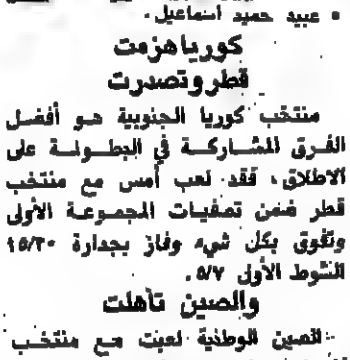 • عبيد حميد اسماعيل.
كوريا هزمت
قطر وتصدرت
منتخب كوريا الجنوبية هو أفضل
الفرق المشاركة في البطولة على
الاطلاق، فقد لعب أمس مع منتخب
قطر ضمن تصفيات المجموعة الأولى
وتفوق بكل شيء وفاز بجدارة ١٥/٣٠
الشوط الأول ٥/٧.
والصين تأهلت
الصين الوطنية لعبت مع منتخب